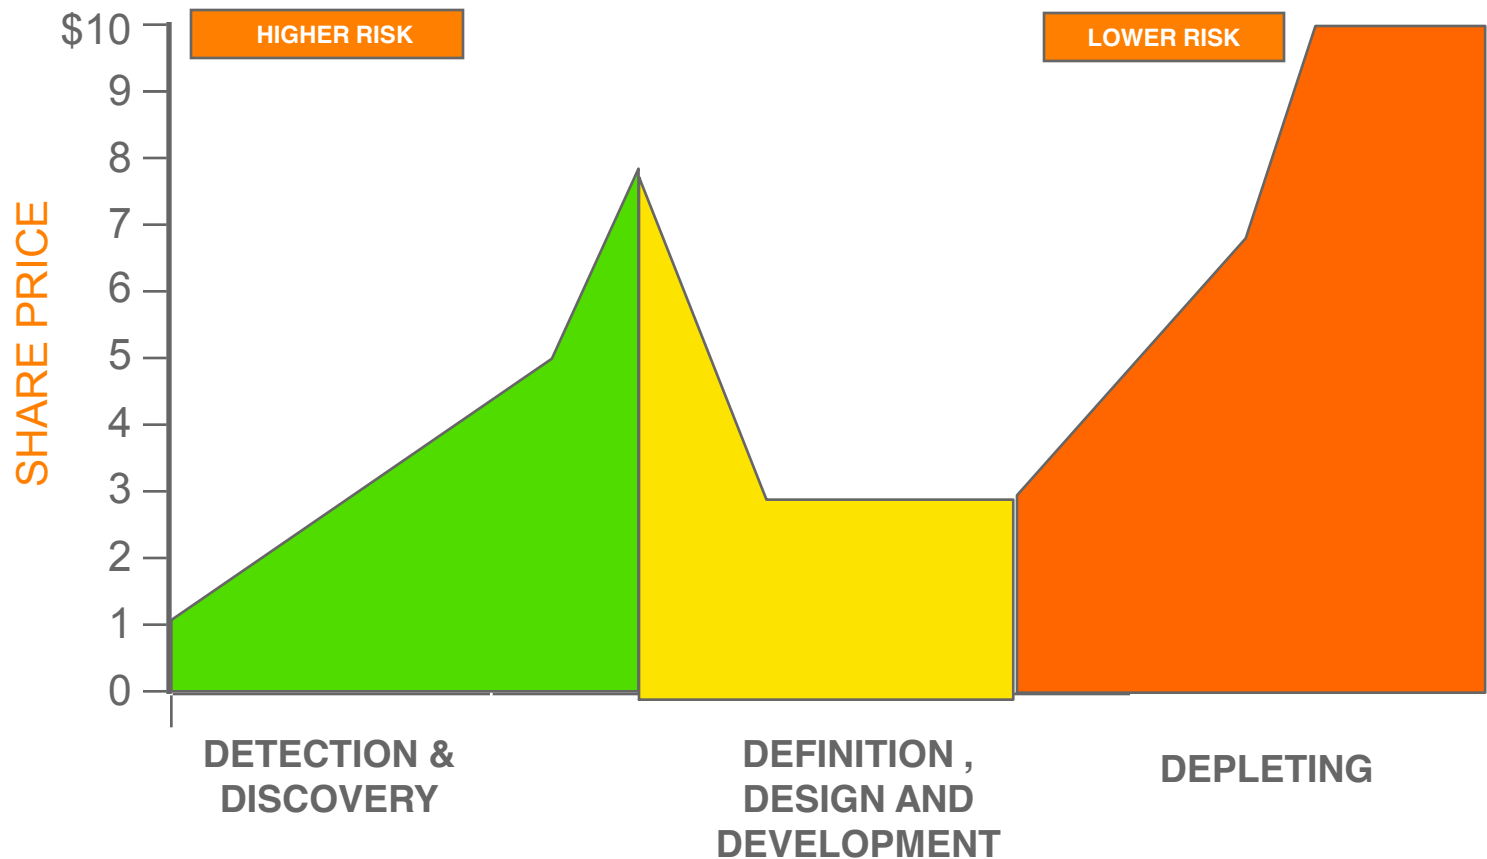 $10
HIGHER RISK
LOWER RISK
9
8
7
6
5
4
3
2
1
0
SHARE PRICE
DETECTION &
DISCOVERY
DEFINITION ,
DESIGN AND
DEVELOPMENT
DEPLETING